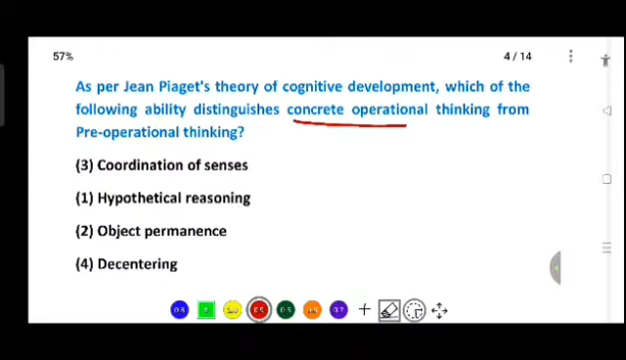 57%
4 / 14
As per Jean Piaget's theory of cognitive development, which of the
following ability distinguishes concrete operational thinking from
Pre-operational thinking?
(3) Coordination of senses
(1) Hypothetical reasoning
(2) Object permanence
(4) Decentering